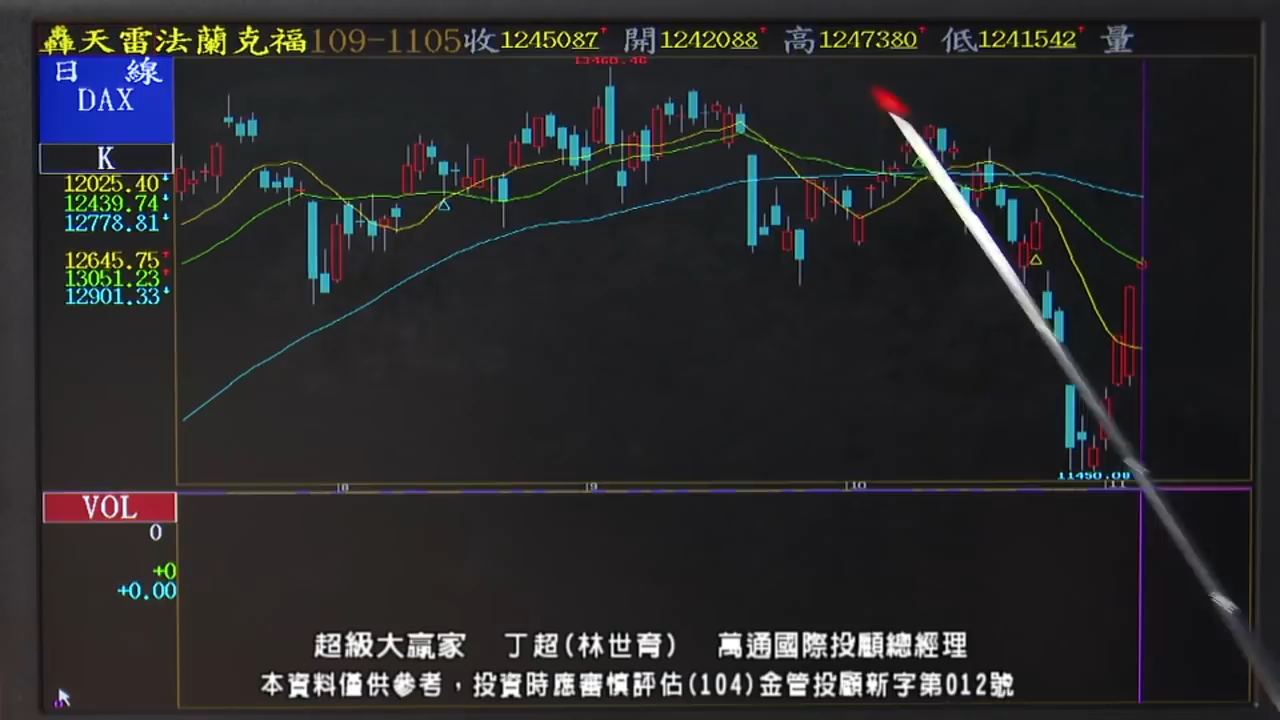 轟天雷法蘭克福109-1105收1245087 開1242088 高1247380 低1241542 量
日 線
DAX
K
12025.40
12439.74
12778.81
12645.75
13051.23
12901.33
13460.46
11450.08
8 9 10 11
VOL
0
+0
+0.00
超級大贏家 丁超(林世育) 萬通國際投顧總經理
本資料僅供參考,投資時應審慎評估(104)金管投顧新字第012號